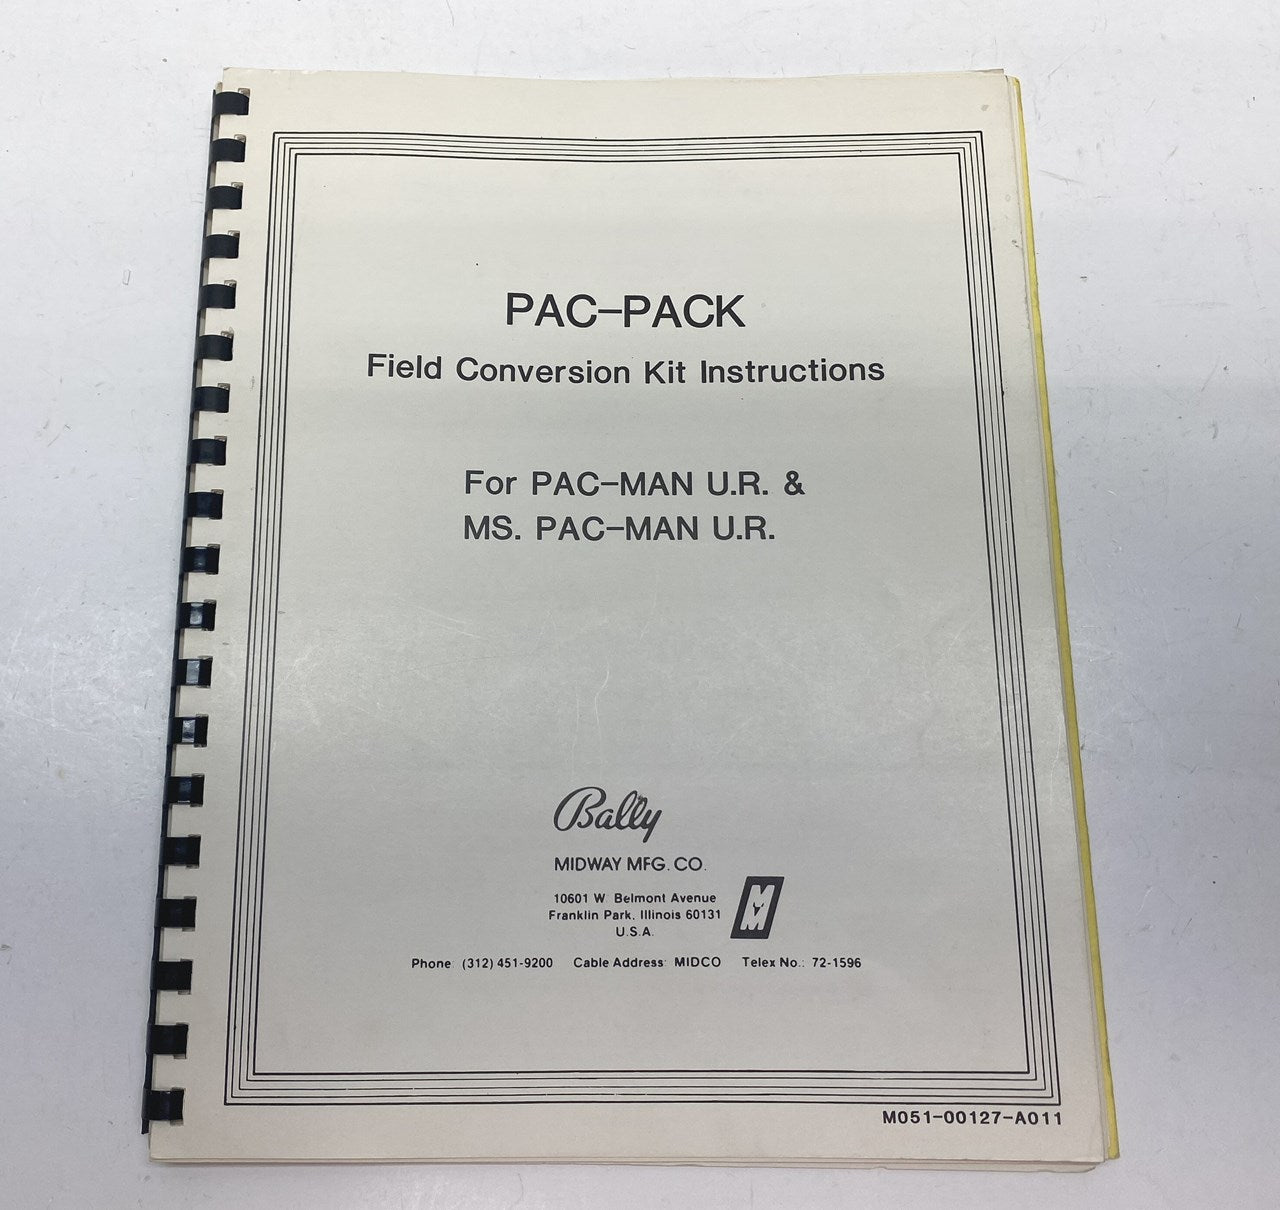 PAC-PACK
Field Conversion Kit Instructions
For PAC-MAN U.R. &
MS. PAC-MAN U.R.
Bally
MIDWAY MFG. CO.
10601 W. Belmont Avenue
Franklin Park, Illinois 60131
U.S.A.
Phone: (312) 451-9200 Cable Address: MIDCO Telex No.: 72-1596
M051-00127-A011